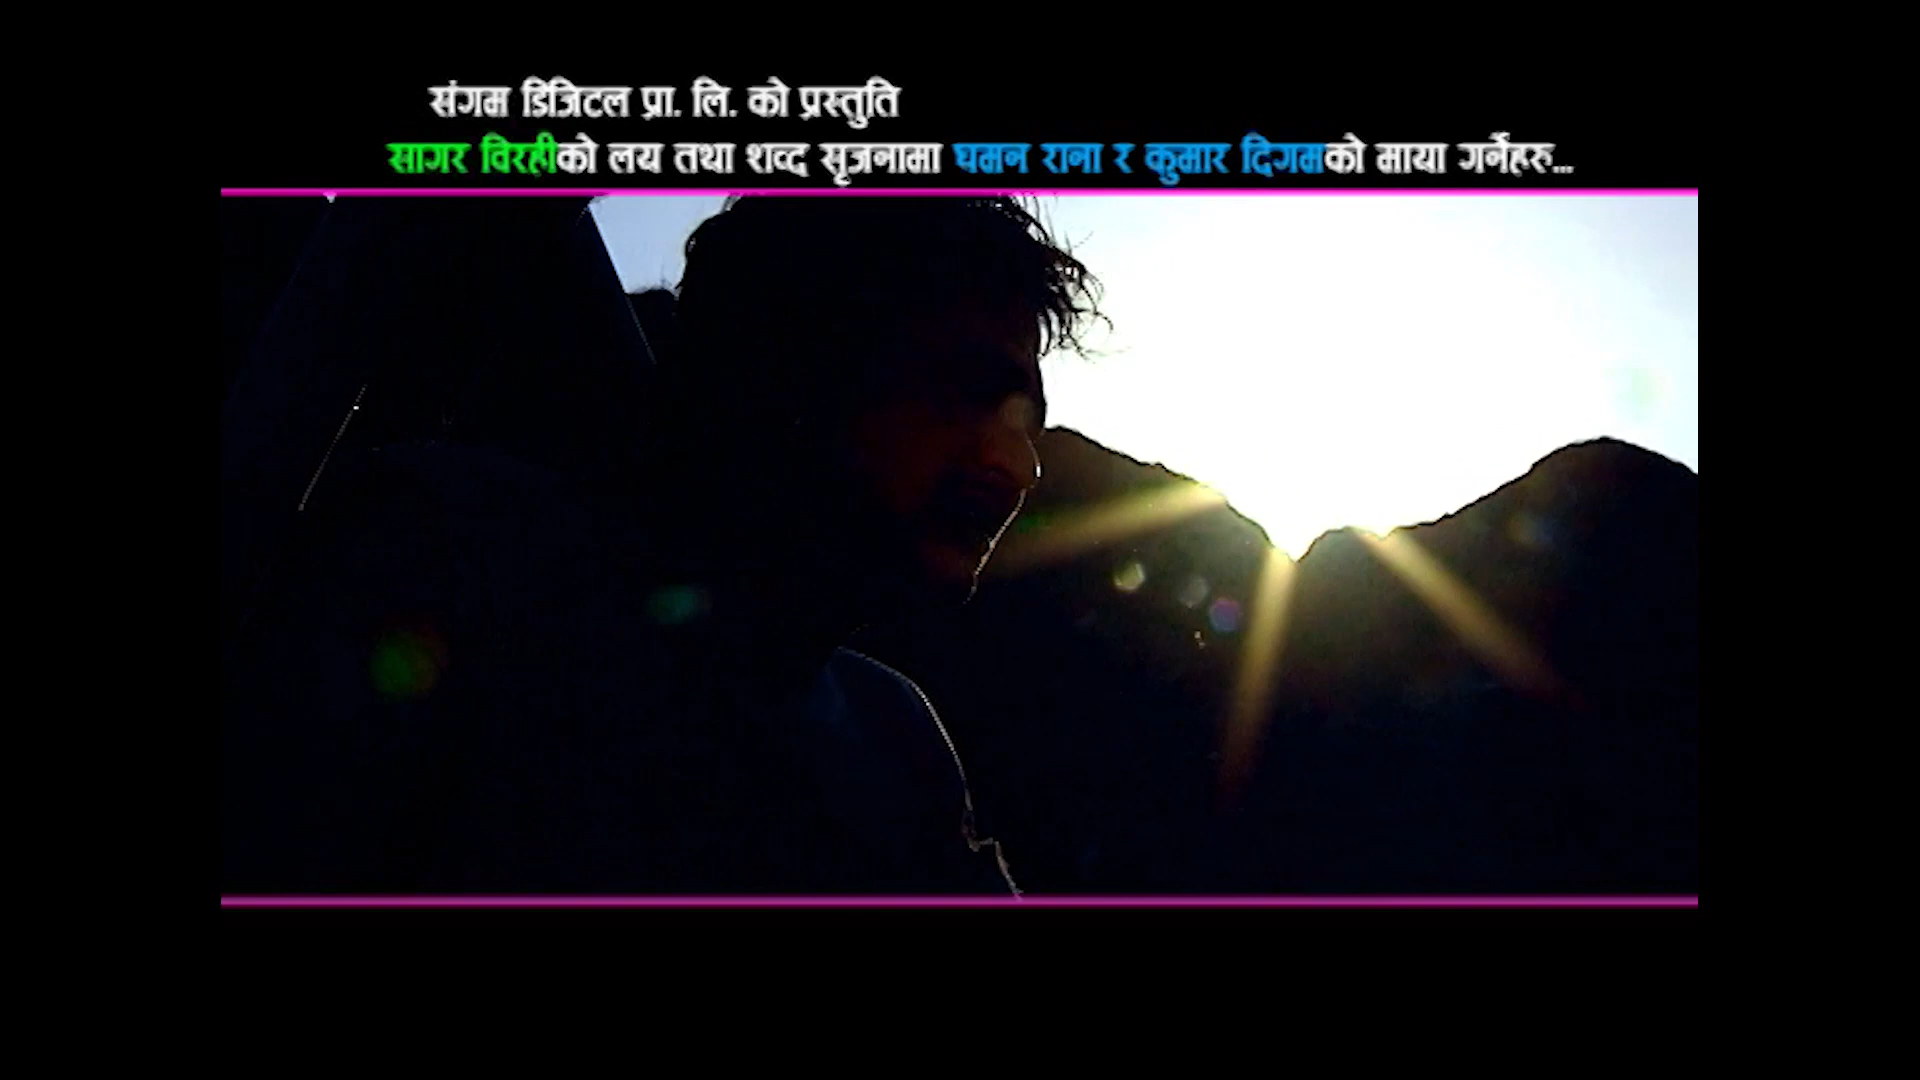 संगम डिजिटल प्रा. लि. को प्रस्तुति
सागर विरहीको लय तथा शव्द सृजनामा घमन राना र कुमार दिगमको माया गर्नेहरु...